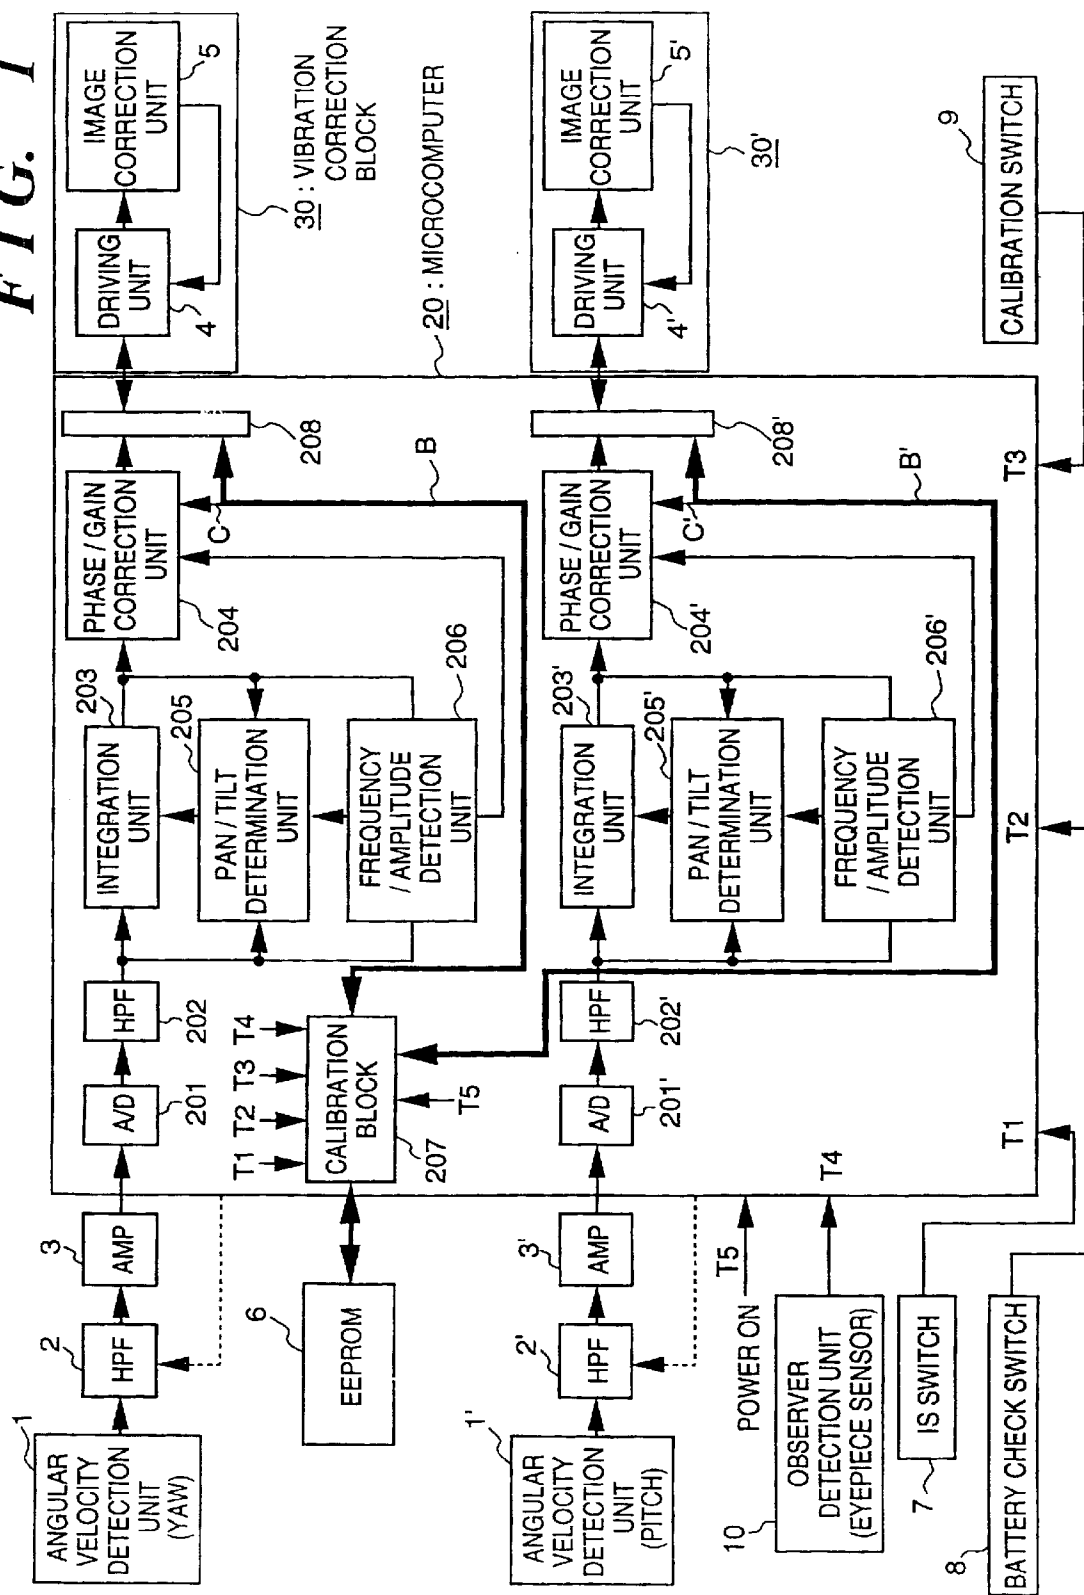 FIG. 1
1
ANGULAR
VELOCITY
DETECTION
UNIT
(YAW)
2
HPF
3
AMP
A/D
201
HPF
202
INTEGRATION
UNIT
203
PAN / TILT
DETERMINATION
UNIT
205
FREQUENCY
/ AMPLITUDE
DETECTION
UNIT
206
PHASE / GAIN
CORRECTION
UNIT
204
208
C
B
DRIVING
UNIT
4
IMAGE
CORRECTION
UNIT
5
30 : VIBRATION
CORRECTION
BLOCK
20 : MICROCOMPUTER
6
EEPROM
T1
T2
T3
T4
CALIBRATION
BLOCK
207
T5
1'
ANGULAR
VELOCITY
DETECTION
UNIT
(PITCH)
2'
HPF
3'
AMP
A/D
201'
HPF
202'
INTEGRATION
UNIT
203'
PAN / TILT
DETERMINATION
UNIT
205'
FREQUENCY
/ AMPLITUDE
DETECTION
UNIT
206'
PHASE / GAIN
CORRECTION
UNIT
204'
208'
C'
B'
DRIVING
UNIT
4'
IMAGE
CORRECTION
UNIT
5'
30'
POWER ON
T5
10
OBSERVER
DETECTION UNIT
(EYEPIECE SENSOR)
T4
7
IS SWITCH
T1
8
BATTERY CHECK SWITCH
T2
T3
9
CALIBRATION SWITCH